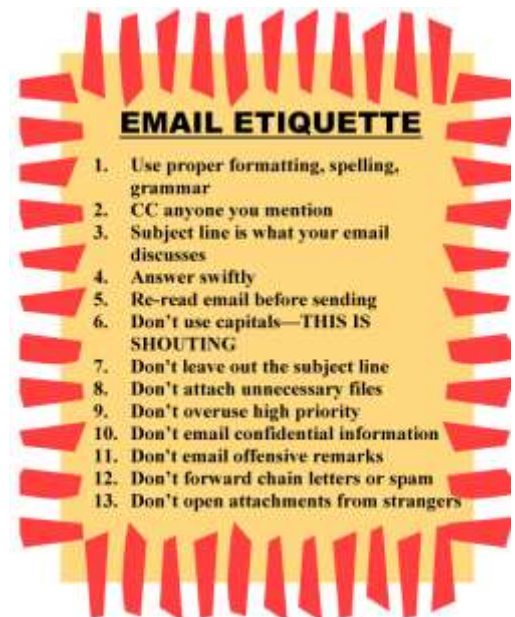 EMAIL ETIQUETTE
1. Use proper formatting, spelling,
grammar
2. CC anyone you mention
3. Subject line is what your email
discusses
4. Answer swiftly
5. Re-read email before sending
6. Don’t use capitals—THIS IS
SHOUTING
7. Don’t leave out the subject line
8. Don’t attach unnecessary files
9. Don’t overuse high priority
10. Don’t email confidential information
11. Don’t email offensive remarks
12. Don’t forward chain letters or spam
13. Don’t open attachments from strangers